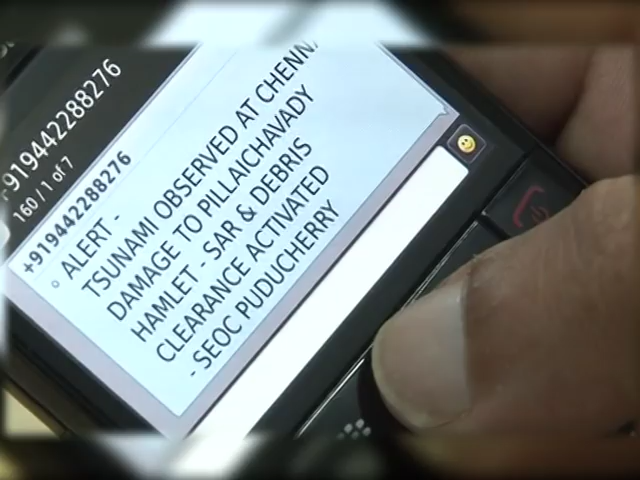 +919442288276
160 / 1 of 7
+919442288276
ALERT -
TSUNAMI OBSERVED AT
DAMAGE TO PILLAICHAVADY
HAMLET - SAR & DEBRIS
CLEARANCE ACTIVATED
- SEOC PUDUCHERRY